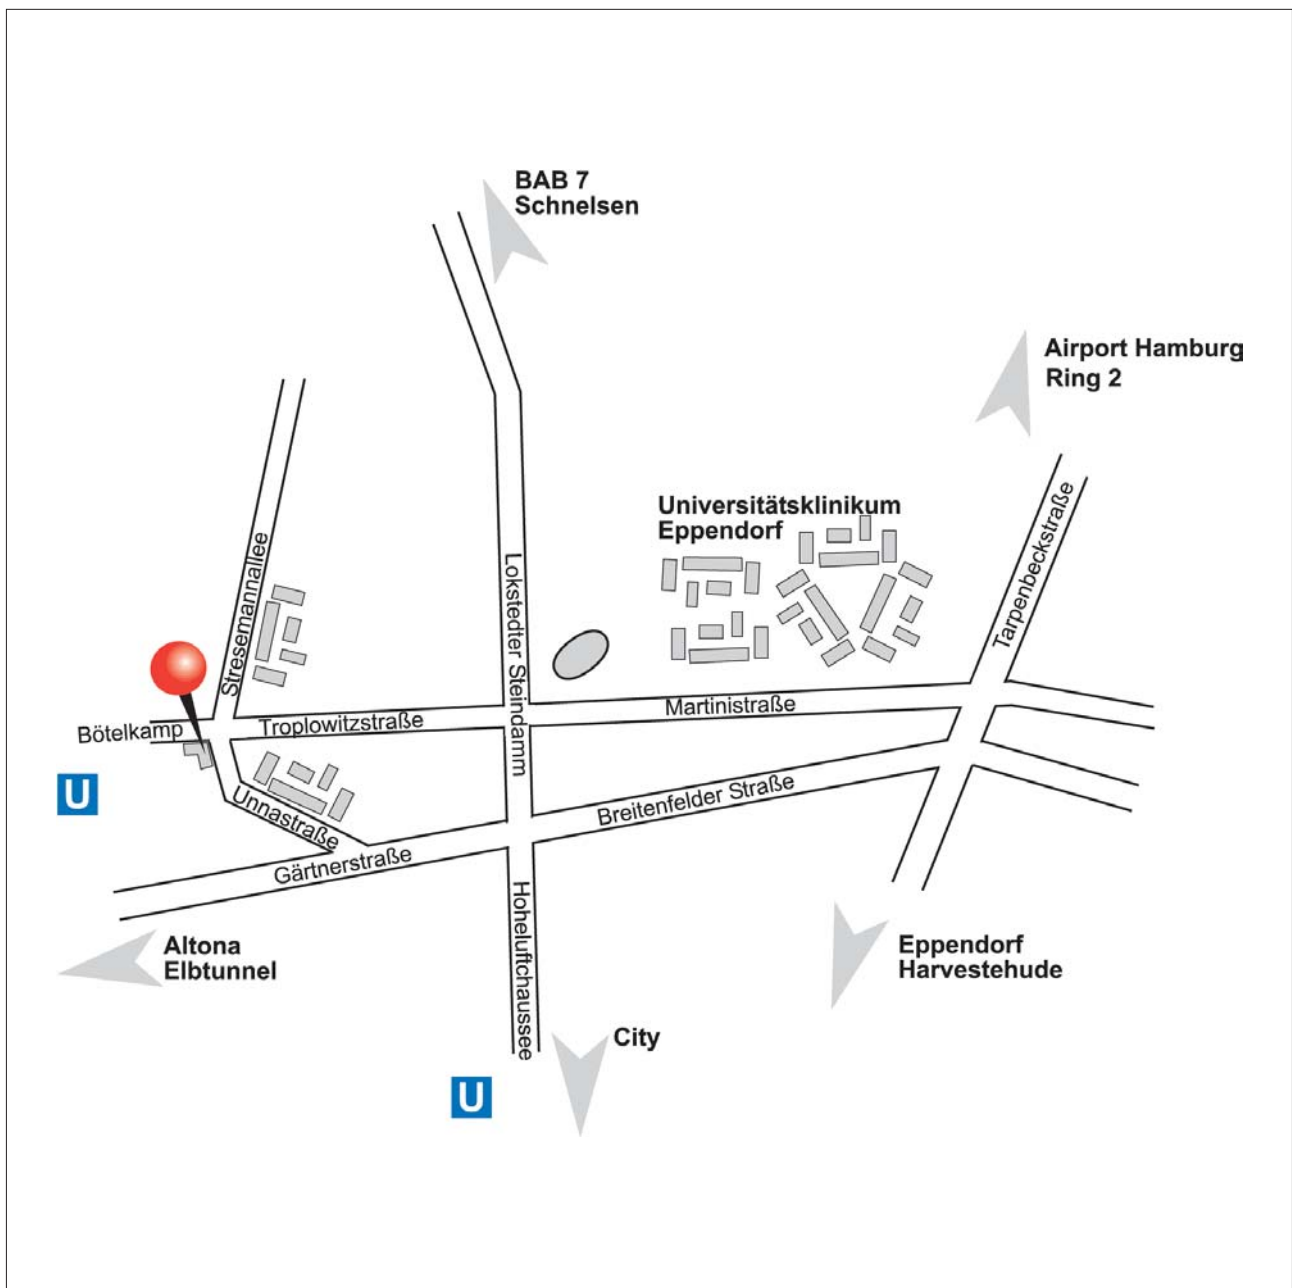 BAB 7
Schnelsen
Airport Hamburg
Ring 2
Universitätsklinikum
Eppendorf
Tarpenbeckstraße
Stresemannallee
Lokstedter Steindamm
Martinistraße
Troplowitzstraße
Bötelkamp
U
Unnastraße
Breitenfelder Straße
Gärtnerstraße
Hoheluftchaussee
Altona
Elbtunnel
Eppendorf
Harvestehude
City
U